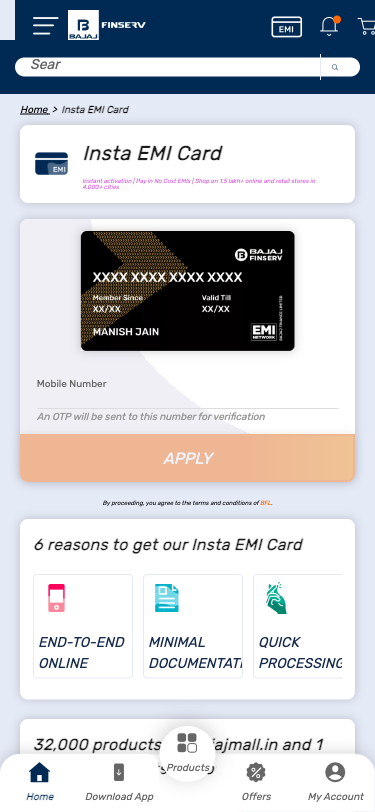 BAJAJ FINSERV
EMI
Sear
Home > Insta EMI Card
Insta EMI Card
EMI
Instant activation | Pay in No Cost EMIs | Shop on 1.5 lakh+ online and retail stores in
4,000+ cities
BAJAJ
FINSERV
XXXX XXXX XXXX XXXX
Member Since Valid Till
XX/XX XX/XX
MANISH JAIN
EMI
NETWORK
BAJAJ FINANCE LIMITED
Mobile Number
An OTP will be sent to this number for verification
APPLY
By proceeding, you agree to the terms and conditions of BFL.
6 reasons to get our Insta EMI Card
END-TO-END
ONLINE
MINIMAL
DOCUMENTATI
QUICK
PROCESSING
32,000 products ajmall.in and 1
Products
Home
Download App
Offers
My Account